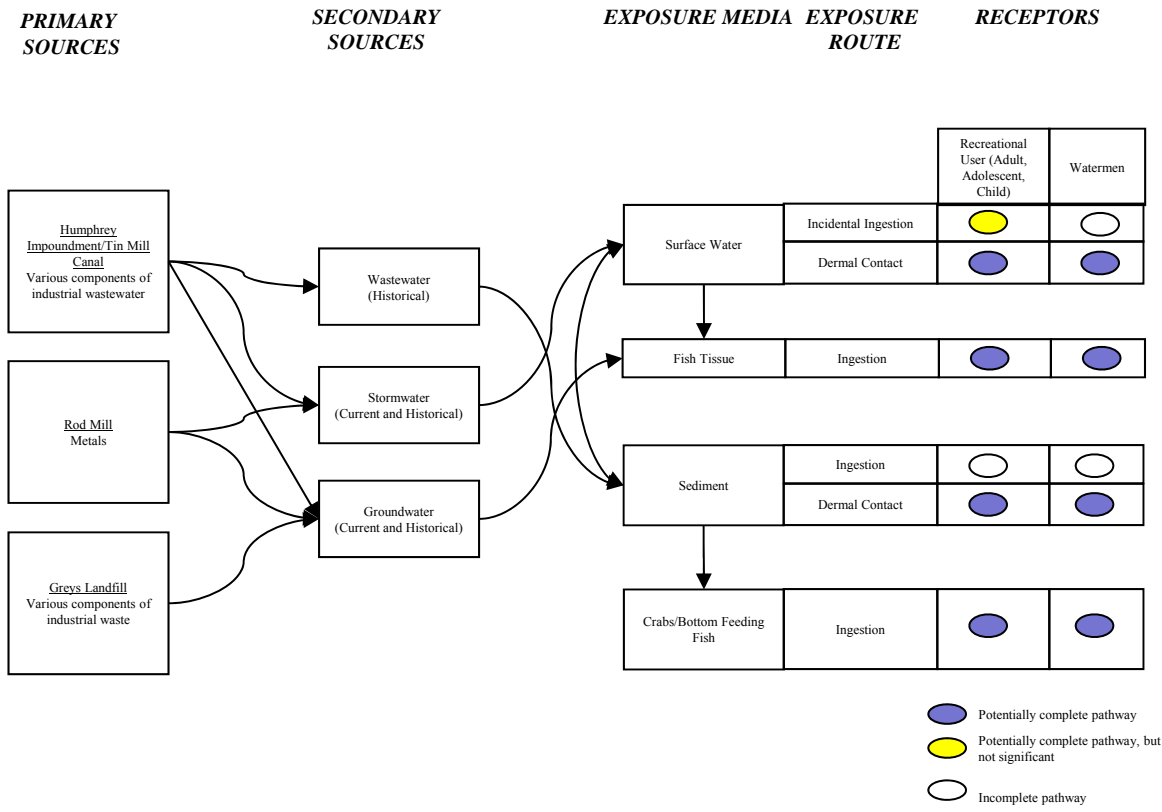 PRIMARY
SOURCES
SECONDARY
SOURCES
EXPOSURE MEDIA
EXPOSURE
ROUTE
RECEPTORS
Recreational
User (Adult,
Adolescent,
Child)
Watermen
Humphrey
Impoundment/Tin Mill
Canal
Various components of
industrial wastewater
Rod Mill
Metals
Greys Landfill
Various components of
industrial waste
Wastewater
(Historical)
Stormwater
(Current and Historical)
Groundwater
(Current and Historical)
Surface Water
Incidental Ingestion
Dermal Contact
Fish Tissue
Ingestion
Sediment
Ingestion
Dermal Contact
Crabs/Bottom Feeding
Fish
Ingestion
Potentially complete pathway
Potentially complete pathway, but
not significant
Incomplete pathway